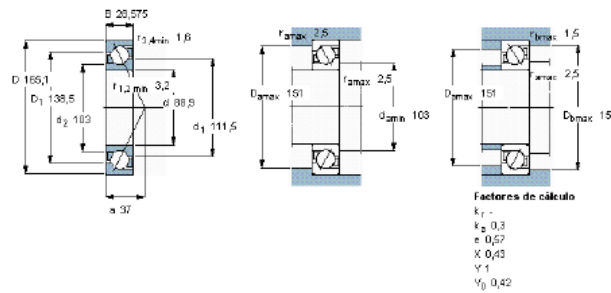 B 28,575
r3,4min 1,6
D 165,1
D1 138,5
d2 103
r1,2 min 3,2
d 88,9
d1 111,5
a 37
ramax 2,5
ramax 2,5
Damax 151
damin 103
rbmax 1,5
ramax 2,5
Damax 151
Dbmax 15
Factores de cálculo
kr -
ka 0,3
e 0,57
X 0,43
Y 1
Y0 0,42